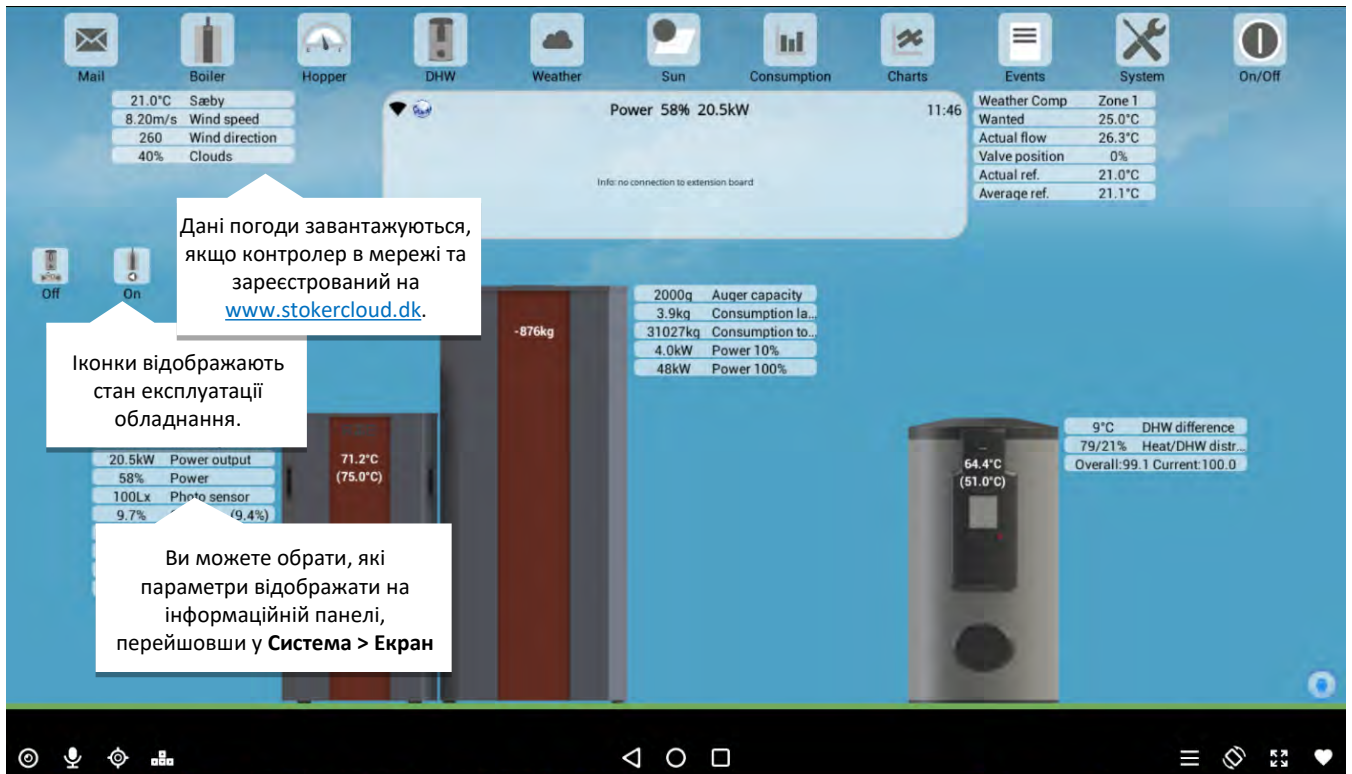 Mail Boiler Hopper DHW Weather Sun Consumption Charts Events System On/Off
21.0°C Sæby
8.20m/s Wind speed
260 Wind direction
40% Clouds
Power 58% 20.5kW 11:46
Info: no connection to extension board
Weather Comp Zone 1
Wanted 25.0°C
Actual flow 26.3°C
Valve position 0%
Actual ref. 21.0°C
Average ref. 21.1°C
Дані погоди завантажуються,
якщо контролер в мережі та
зареєстрований на
www.stokercloud.dk.
Off On
Іконки відображають
стан експлуатації
обладнання.
-876kg
2000g Auger capacity
3.9kg Consumption la...
31027kg Consumption to...
4.0kW Power 10%
48kW Power 100%
20.5kW Power output
58% Power
100Lx Photo sensor
9.7% (9.4%)
71.2°C
(75.0°C)
64.4°C
(51.0°C)
9°C DHW difference
79/21% Heat/DHW distr...
Overall:99.1 Current:100.0
Ви можете обрати, які
параметри відображати на
інформаційній панелі,
перейшовши у Система > Екран